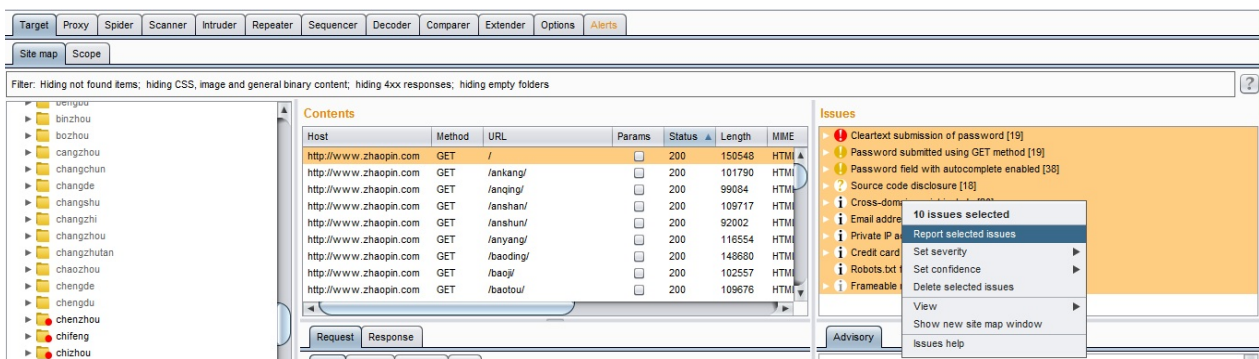 Target Proxy Spider Scanner Intruder Repeater Sequencer Decoder Comparer Extender Options Alerts
Site map Scope
Filter: Hiding not found items; hiding CSS, image and general binary content; hiding 4xx responses; hiding empty folders ?
binzhou
bozhou
cangzhou
changchun
changde
changshu
changzhi
changzhou
changzhutan
chaozhou
chengde
chengdu
chenzhou
chifeng
chizhou
Contents
Host Method URL Params Status Length MIME
http://www.zhaopin.com GET / 200 150548 HTML
http://www.zhaopin.com GET /ankang/ 200 101790 HTML
http://www.zhaopin.com GET /anqing/ 200 99084 HTML
http://www.zhaopin.com GET /anshan/ 200 109717 HTML
http://www.zhaopin.com GET /anshun/ 200 92002 HTML
http://www.zhaopin.com GET /anyang/ 200 116554 HTML
http://www.zhaopin.com GET /baoding/ 200 148680 HTML
http://www.zhaopin.com GET /baoji/ 200 102557 HTML
http://www.zhaopin.com GET /baotou/ 200 109676 HTML
Request Response
Issues
Cleartext submission of password [19]
Password submitted using GET method [19]
Password field with autocomplete enabled [38]
Source code disclosure [18]
Email addre
Private IP a
Credit card
Robots.txt f
Frameable
10 issues selected
Report selected issues
Set severity
Set confidence
Delete selected issues
View
Show new site map window
Issues help
Advisory